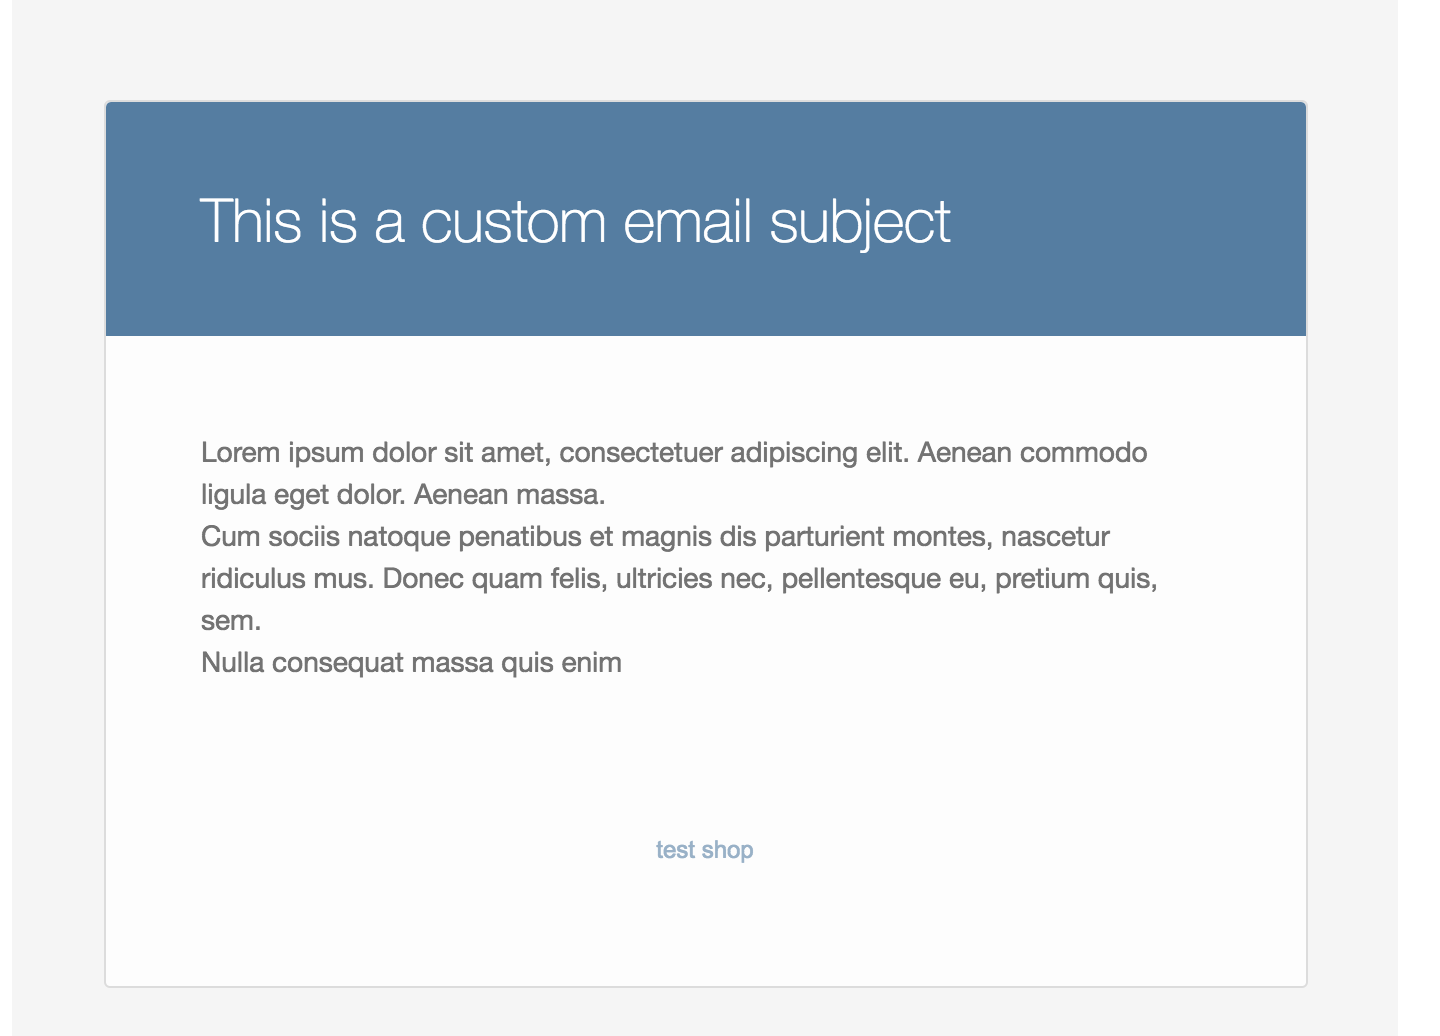 This is a custom email subject
Lorem ipsum dolor sit amet, consectetuer adipiscing elit. Aenean commodo
ligula eget dolor. Aenean massa.
Cum sociis natoque penatibus et magnis dis parturient montes, nascetur
ridiculus mus. Donec quam felis, ultricies nec, pellentesque eu, pretium quis,
sem.
Nulla consequat massa quis enim
test shop